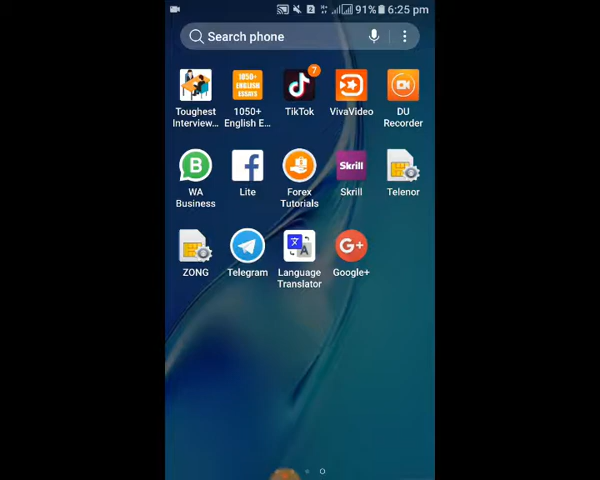 91% 6:25 pm
Search phone
7
1050+
ENGLISH
ESSAYS
Toughest
Interview...
1050+
English E...
TikTok
VivaVideo
DU
Recorder
Skrill
WA
Business
Lite
Forex
Tutorials
Skrill
Telenor
G+
A
ZONG
Telegram
Language
Translator
Google+